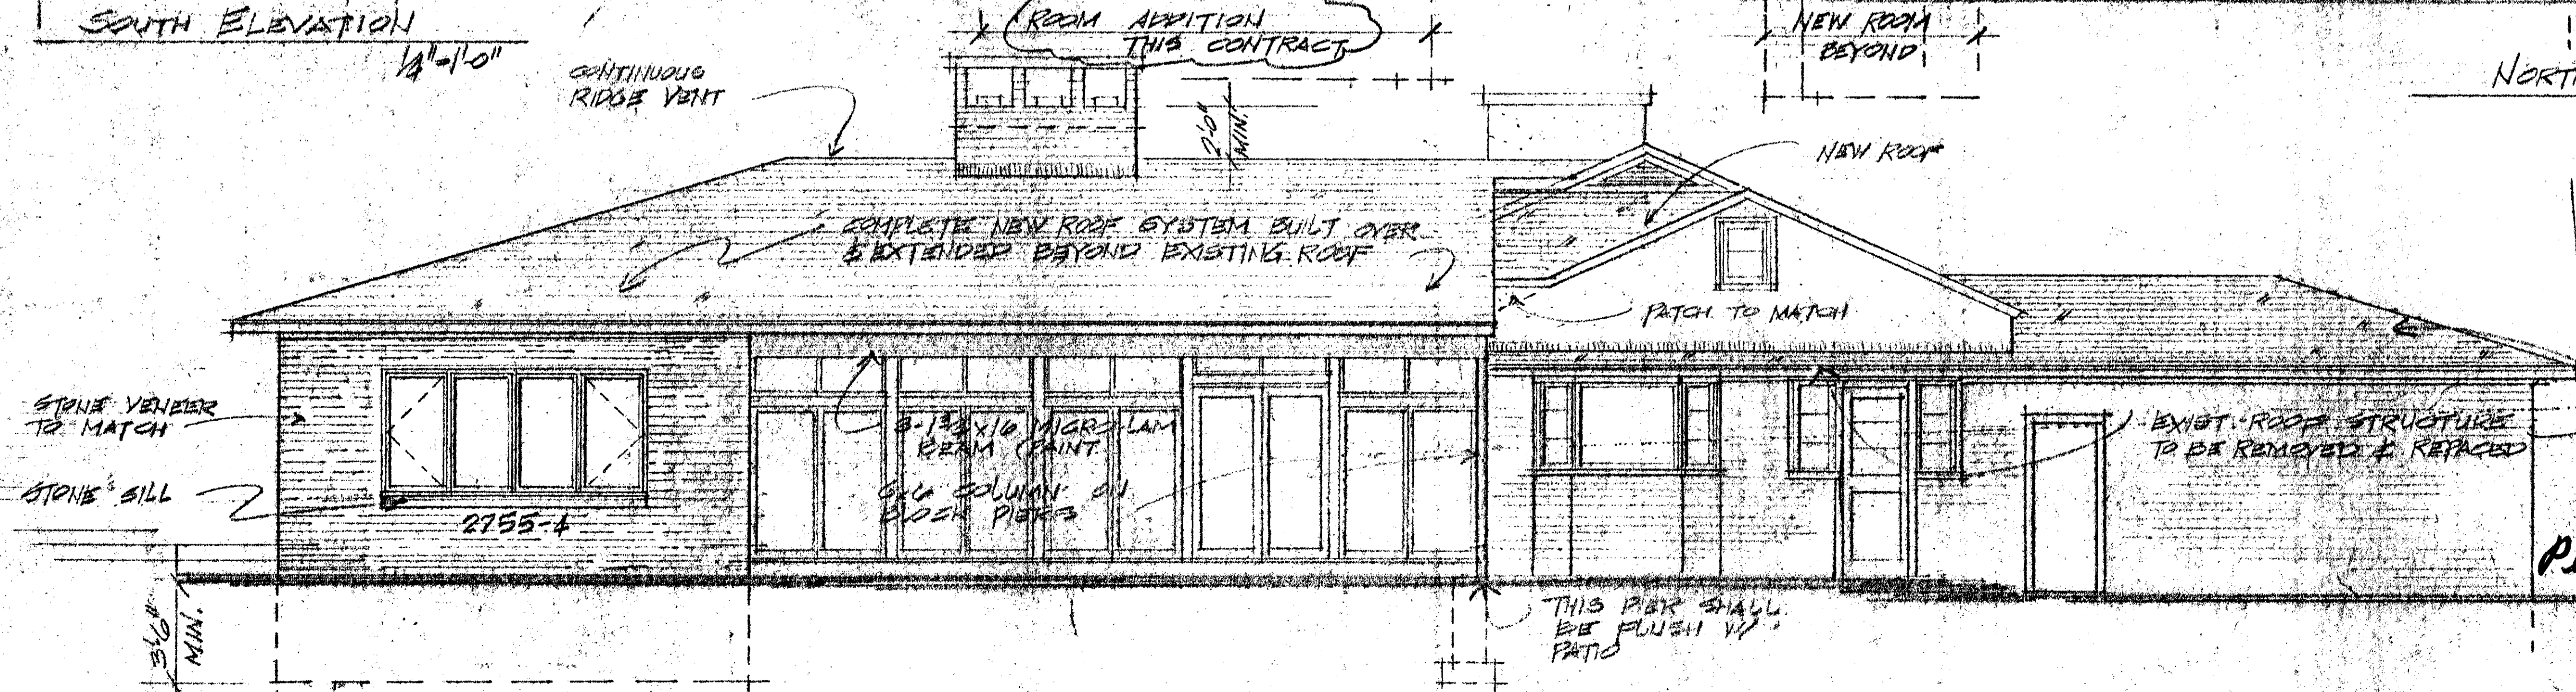 SOUTH ELEVATION
1/4"-1'-0"
ROOM ADDITION
THIS CONTRACT
NEW ROOM
BEYOND
CONTINUOUS
RIDGE VENT
2'-0"
MIN.
NEW ROOF
COMPLETE NEW ROOF SYSTEM BUILT OVER
& EXTENDED BEYOND EXISTING ROOF
PATCH TO MATCH
STONE VENEER
TO MATCH
3-1 3/4 x 16 MICRO-LAM
BEAM (PAINT
EXIST. ROOF STRUCTURE
TO BE REMOVED & REPACED
STONE SILL
2755-4
6x6 COLUMN ON
BLOCK PIERS
THIS PIER SHALL
BE FLUSH W/
PATIO
3'-6"
MIN.